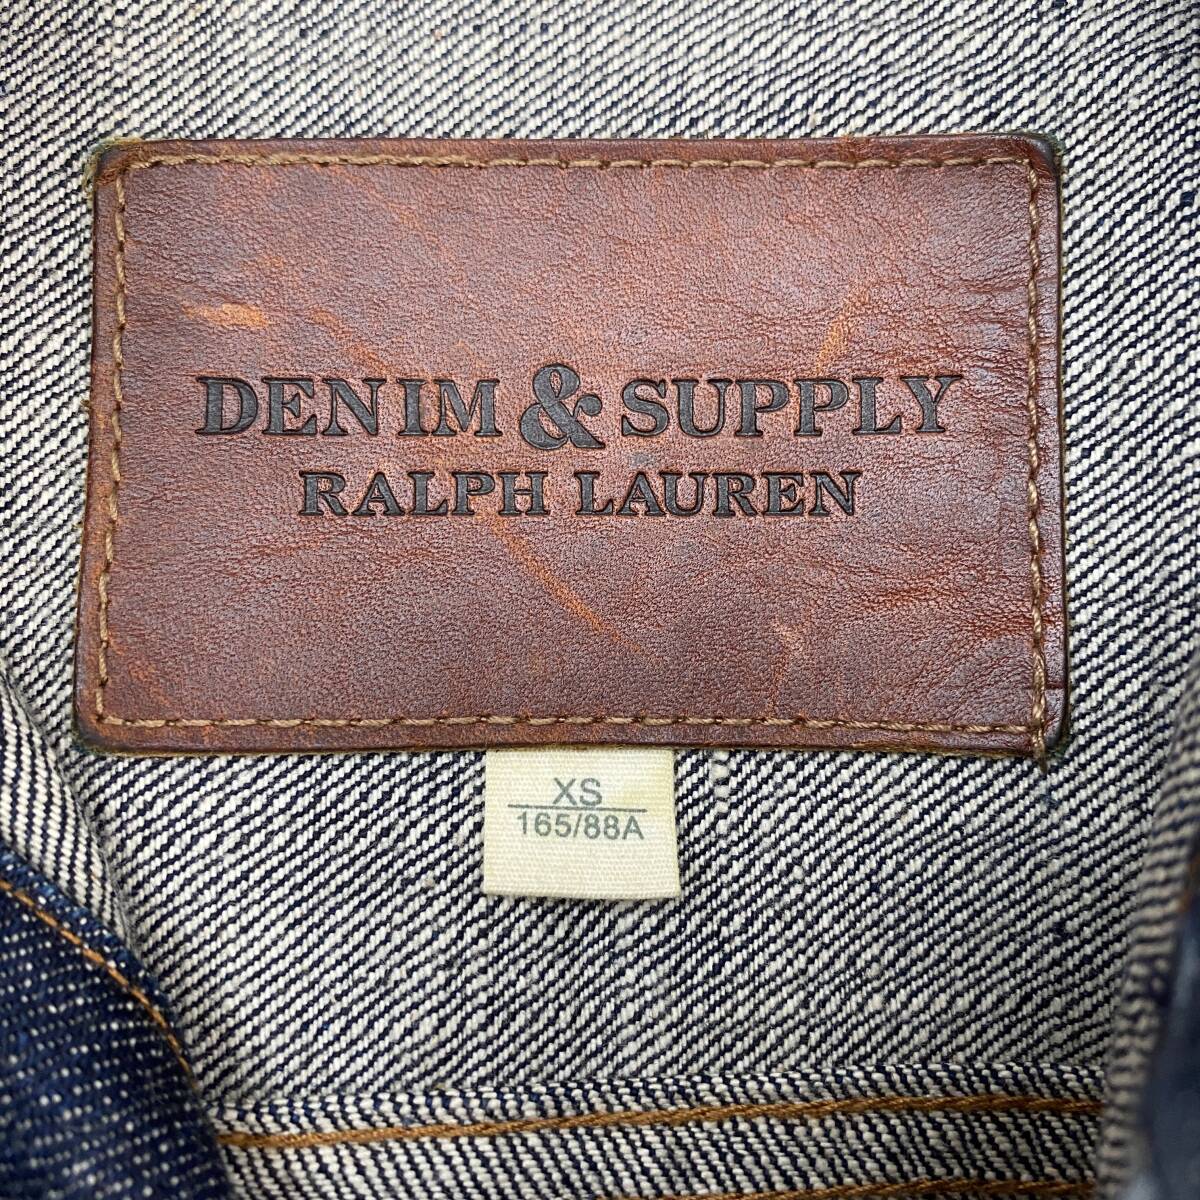 DENIM & SUPPLY
RALPH LAUREN
XS
165/88A